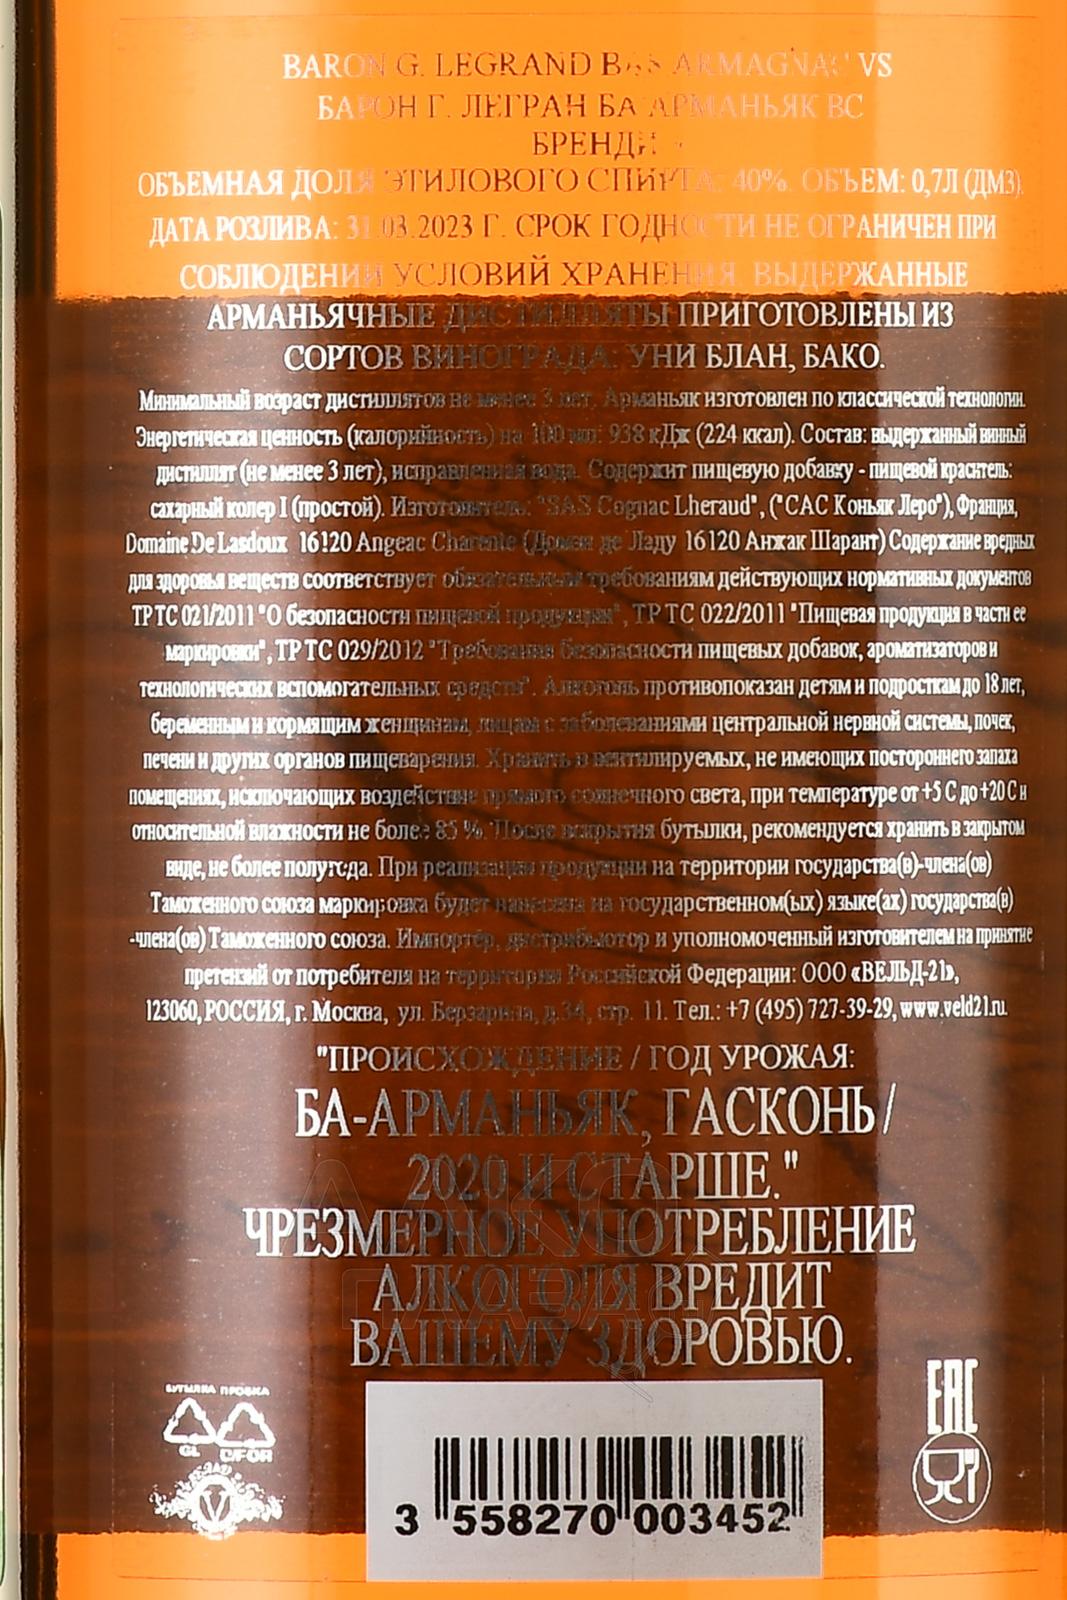 BARON G. LEGRAND BAS ARMAGNAC VS
БАРОН Г. ЛЕГРАН БА АРМАНЬЯК ВС
БРЕНДИ
ОБЪЕМНАЯ ДОЛЯ ЭТИЛОВОГО СПИРТА: 40%. ОБЪЕМ: 0,7Л (ДМ3).
ДАТА РОЗЛИВА: 31.03.2023 Г. СРОК ГОДНОСТИ НЕ ОГРАНИЧЕН ПРИ
СОБЛЮДЕНИИ УСЛОВИЙ ХРАНЕНИЯ. ВЫДЕРЖАННЫЕ
АРМАНЬЯЧНЫЕ ДИСТИЛЛЯТЫ ПРИГОТОВЛЕНЫ ИЗ
СОРТОВ ВИНОГРАДА: УНИ БЛАН, БАКО.
Минимальный возраст дистиллятов не менее 3 лет. Арманьяк изготовлен по классической технологии.
Энергетическая ценность (калорийность) на 100 мл: 938 кДж (224 ккал). Состав: выдержанный винный
дистиллят (не менее 3 лет), исправленная вода. Содержит пищевую добавку - пищевой краситель:
сахарный колер I (простой). Изготовитель: "SAS Cognac Lheraud", ("САС Коньяк Леро"), Франция,
Domaine De Lasdoux 16120 Angeac Charente (Домэн де Ладу 16120 Анжак Шарант) Содержание вредных
для здоровья веществ соответствует обязательным требованиям действующих нормативных документов
ТР ТС 021/2011 "О безопасности пищевой продукции", ТР ТС 022/2011 "Пищевая продукция в части ее
маркировки", ТР ТС 029/2012 "Требования безопасности пищевых добавок, ароматизаторов и
технологических вспомогательных средств". Алкоголь противопоказан детям и подросткам до 18 лет,
беременным и кормящим женщинам, лицам с заболеваниями центральной нервной системы, почек,
печени и других органов пищеварения. Хранить в вентилируемых, не имеющих постороннего запаха
помещениях, исключающих воздействие прямого солнечного света, при температуре от +5 С до +20 С и
относительной влажности не более 85 %. После вскрытия бутылки, рекомендуется хранить в закрытом
виде, не более полугода. При реализации продукции на территории государства(в)-члена(ов)
Таможенного союза маркировка будет нанесена на государственном(ых) языке(ах) государства(в)
-члена(ов) Таможенного союза. Импортёр, дистрибьютор и уполномоченный изготовителем на принятие
претензий от потребителя на территории Российской Федерации: ООО «ВЕЛЬД-21»,
123060, РОССИЯ, г. Москва, ул. Берзарина, д.34, стр. 11. Тел.: +7 (495) 727-39-29, www.veld21.ru.
"ПРОИСХОЖДЕНИЕ / ГОД УРОЖАЯ:
БА-АРМАНЬЯК, ГАСКОНЬ /
2020 И СТАРШЕ."
ЧРЕЗМЕРНОЕ УПОТРЕБЛЕНИЕ
АЛКОГОЛЯ ВРЕДИТ
ВАШЕМУ ЗДОРОВЬЮ.
БУТЫЛКА ПРОБКА
GL C/FOR
V
EAC
3 558270 003452